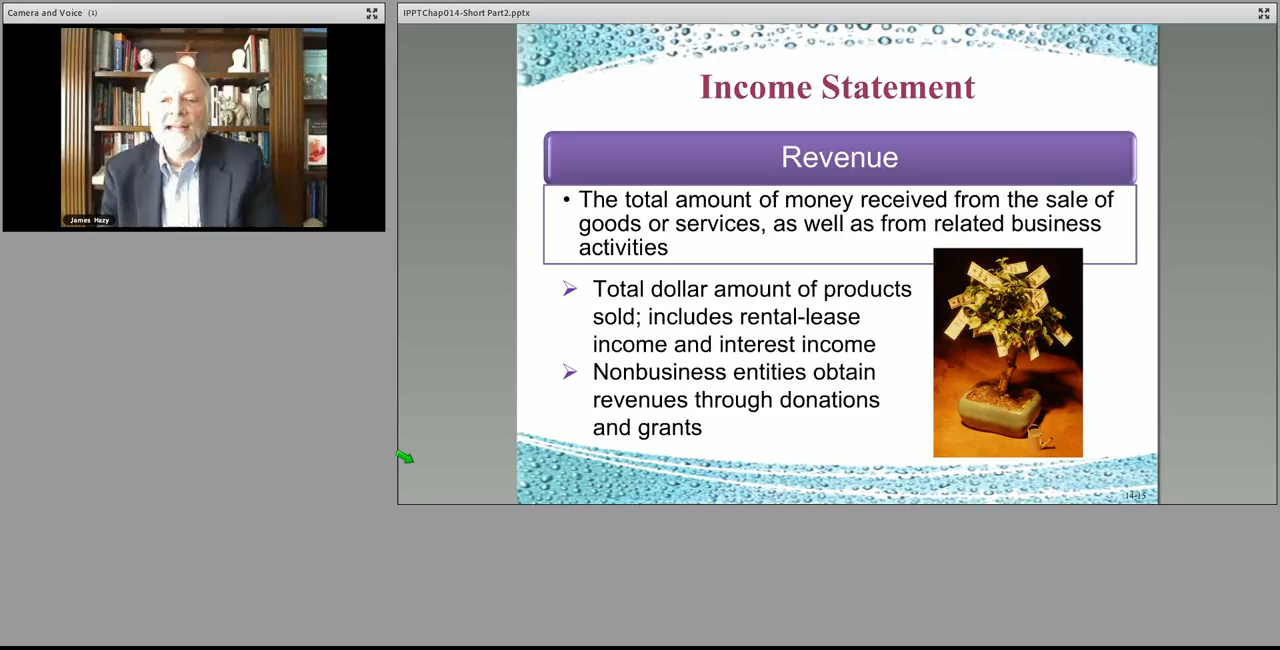 Camera and Voice (1)
James Hazy
IPPTChap014-Short Part2.pptx
Income Statement
Revenue
• The total amount of money received from the sale of
goods or services, as well as from related business
activities
Total dollar amount of products
sold; includes rental-lease
income and interest income
Nonbusiness entities obtain
revenues through donations
and grants
14-15